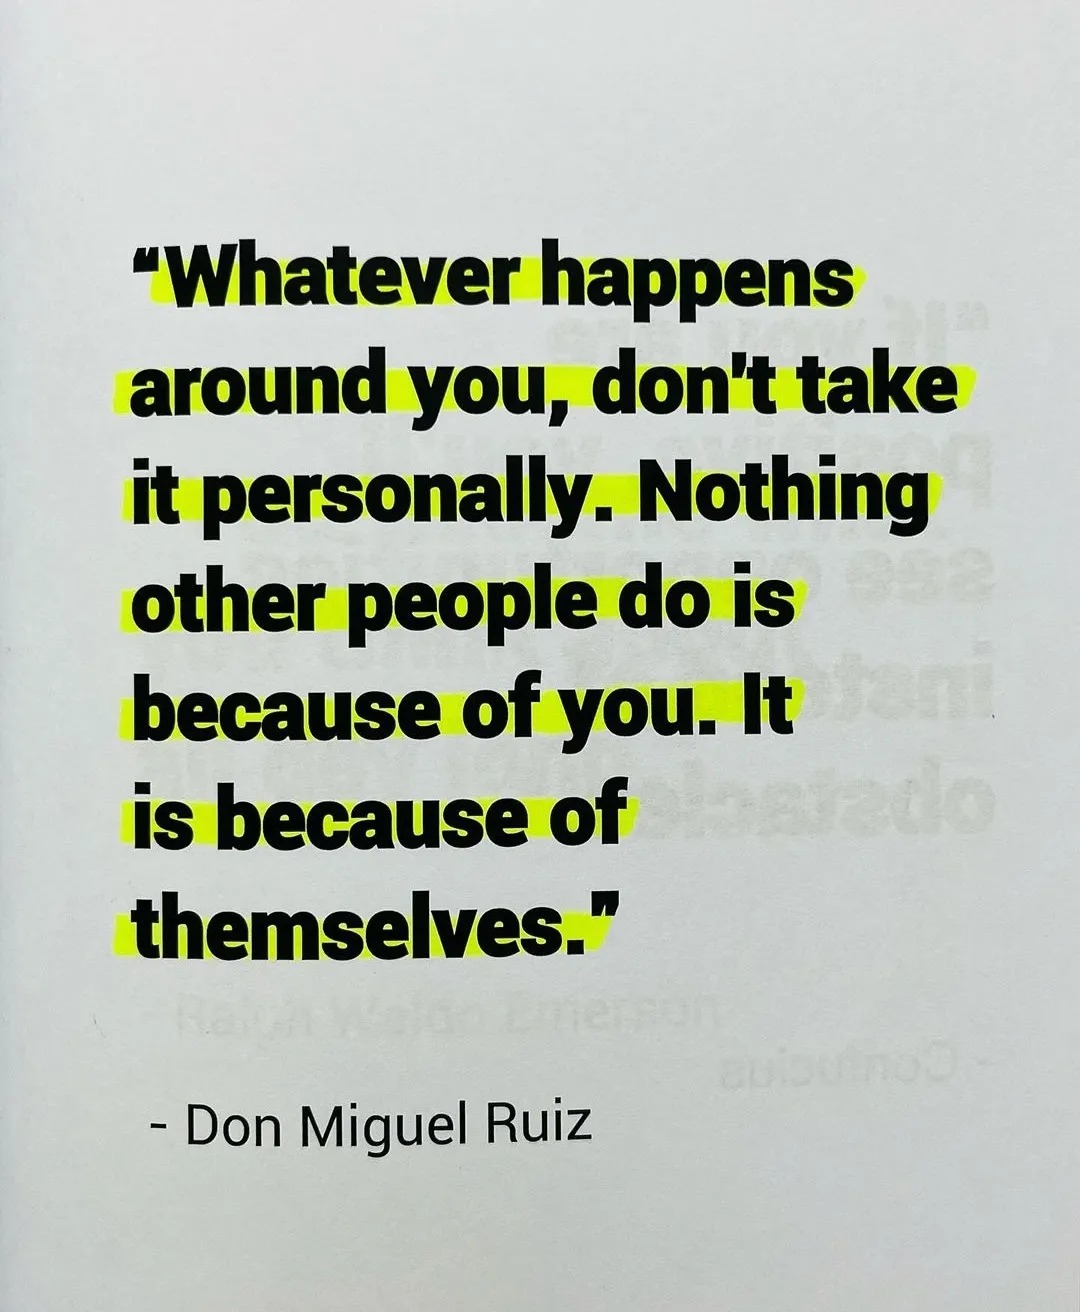 “Whatever happens
around you, don't take
it personally. Nothing
other people do is
because of you. It
is because of
themselves.”
- Don Miguel Ruiz